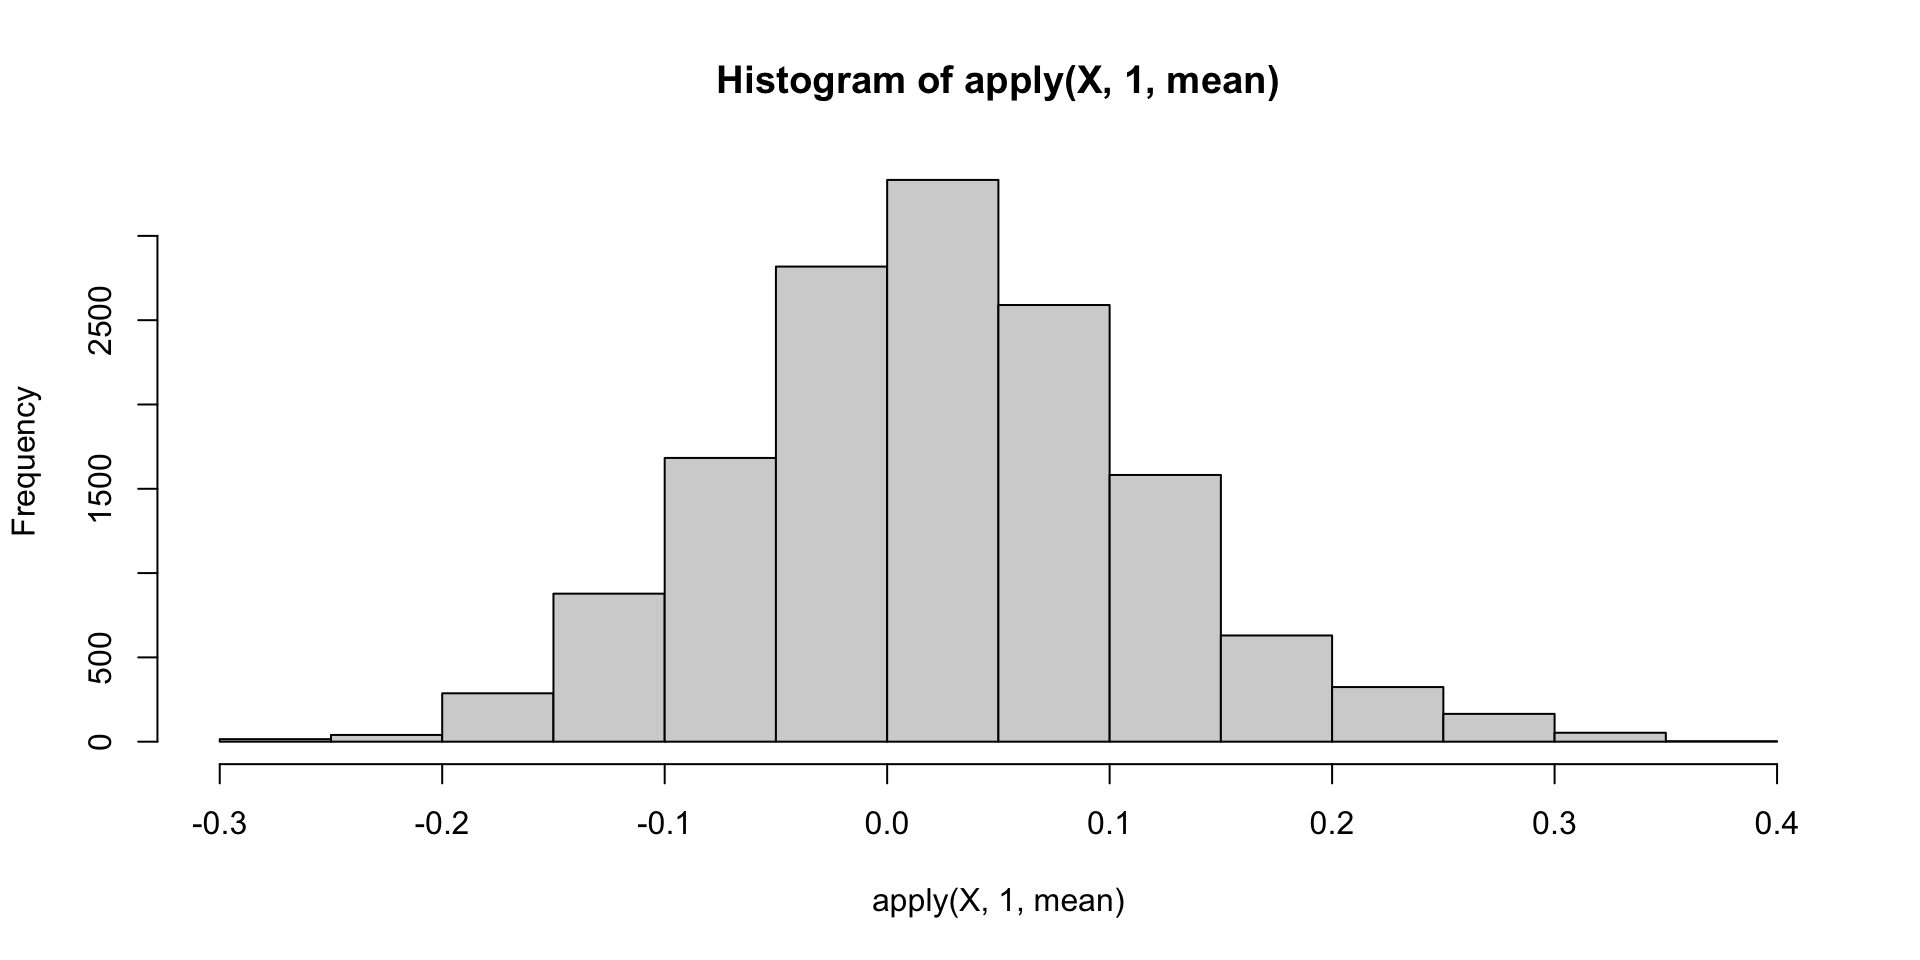 Histogram of apply(X, 1, mean)
Frequency
2500
1500
500
0
-0.3 -0.2 -0.1 0.0 0.1 0.2 0.3 0.4
apply(X, 1, mean)